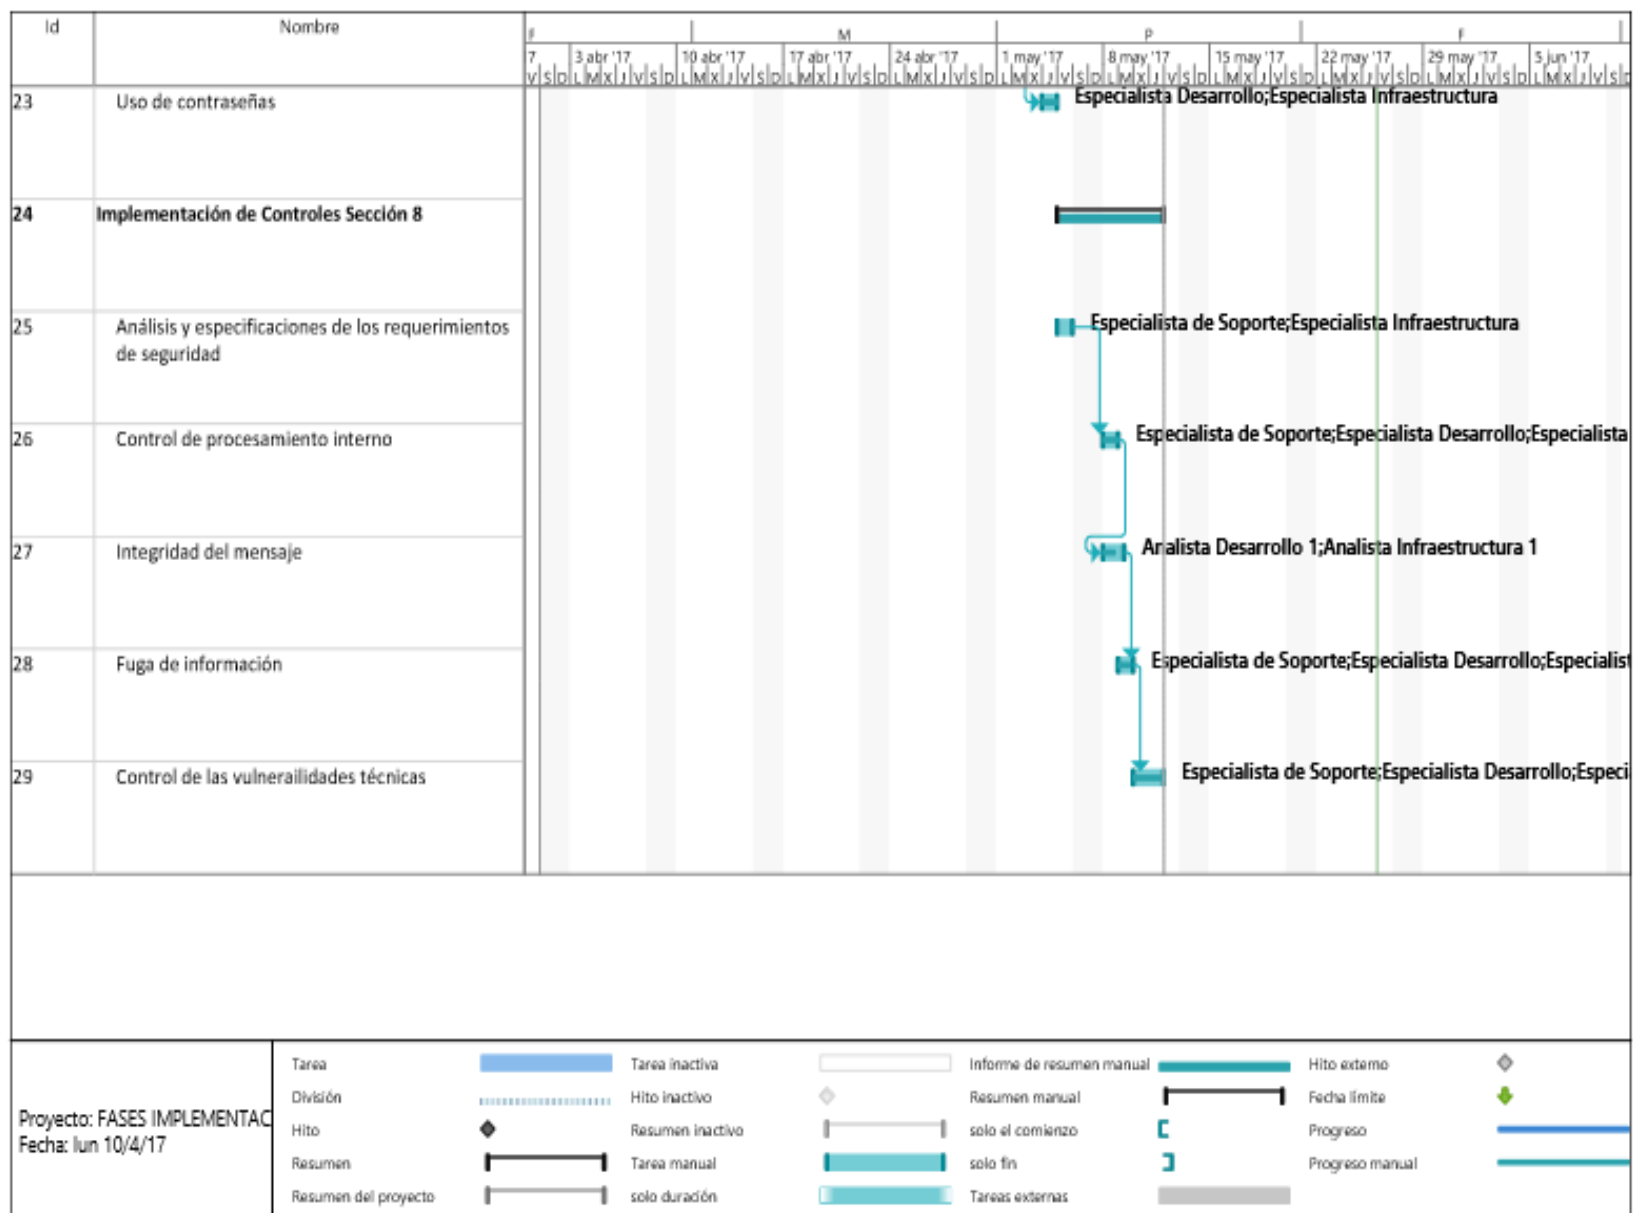 Id
Nombre
F M P F
7 3 abr '17 10 abr '17 17 abr '17 24 abr '17 1 may '17 8 may '17 15 may '17 22 may '17 29 may '17 5 jun '17
V S D L M X J V S D L M X J V S D L M X J V S D L M X J V S D L M X J V S D L M X J V S D L M X J V S D L M X J V S D L M X J V S D L M X J V S D
23 Uso de contraseñas Especialista Desarrollo;Especialista Infraestructura
24 Implementación de Controles Sección 8
25 Análisis y especificaciones de los requerimientos Especialista de Soporte;Especialista Infraestructura
de seguridad
26 Control de procesamiento interno Especialista de Soporte;Especialista Desarrollo;Especialista
27 Integridad del mensaje Analista Desarrollo 1;Analista Infraestructura 1
28 Fuga de información Especialista de Soporte;Especialista Desarrollo;Especialist
29 Control de las vulnerailidades técnicas Especialista de Soporte;Especialista Desarrollo;Especi
Proyecto: FASES IMPLEMENTAC
Fecha: lun 10/4/17
Tarea Tarea inactiva Informe de resumen manual Hito externo
División Hito inactivo Resumen manual Fecha límite
Hito Resumen inactivo solo el comienzo Progreso
Resumen Tarea manual solo fin Progreso manual
Resumen del proyecto solo duración Tareas externas